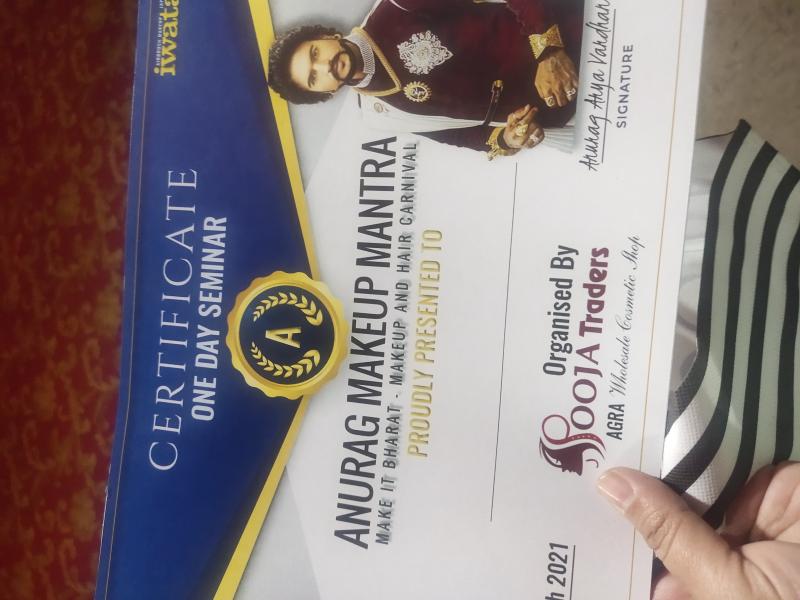 iwata
CERTIFICATE
ONE DAY SEMINAR
A
ANURAG MAKEUP MANTRA
MAKE IT BHARAT - MAKEUP AND HAIR CARNIVAL
PROUDLY PRESENTED TO
h 2021
Organised By
POOJA Traders
AGRA Wholesale Cosmetic Shop
Anurag Arya Vardhan
SIGNATURE